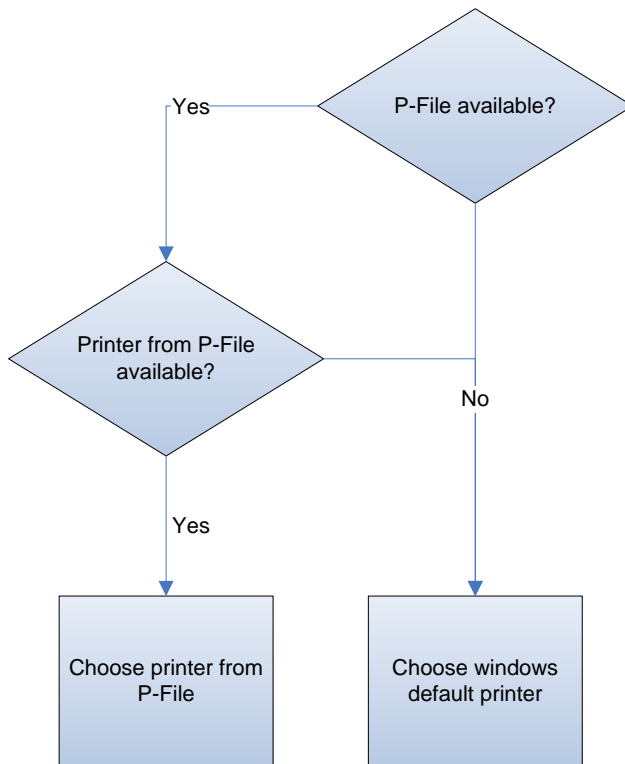 P-File available?
Yes
Printer from P-File
available?
No
Yes
Choose printer from
P-File
Choose windows
default printer